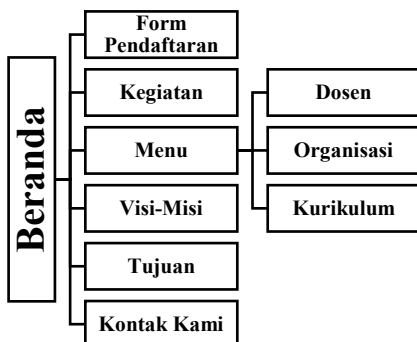 Beranda
Form
Pendaftaran
Kegiatan
Menu
Visi-Misi
Tujuan
Kontak Kami
Dosen
Organisasi
Kurikulum